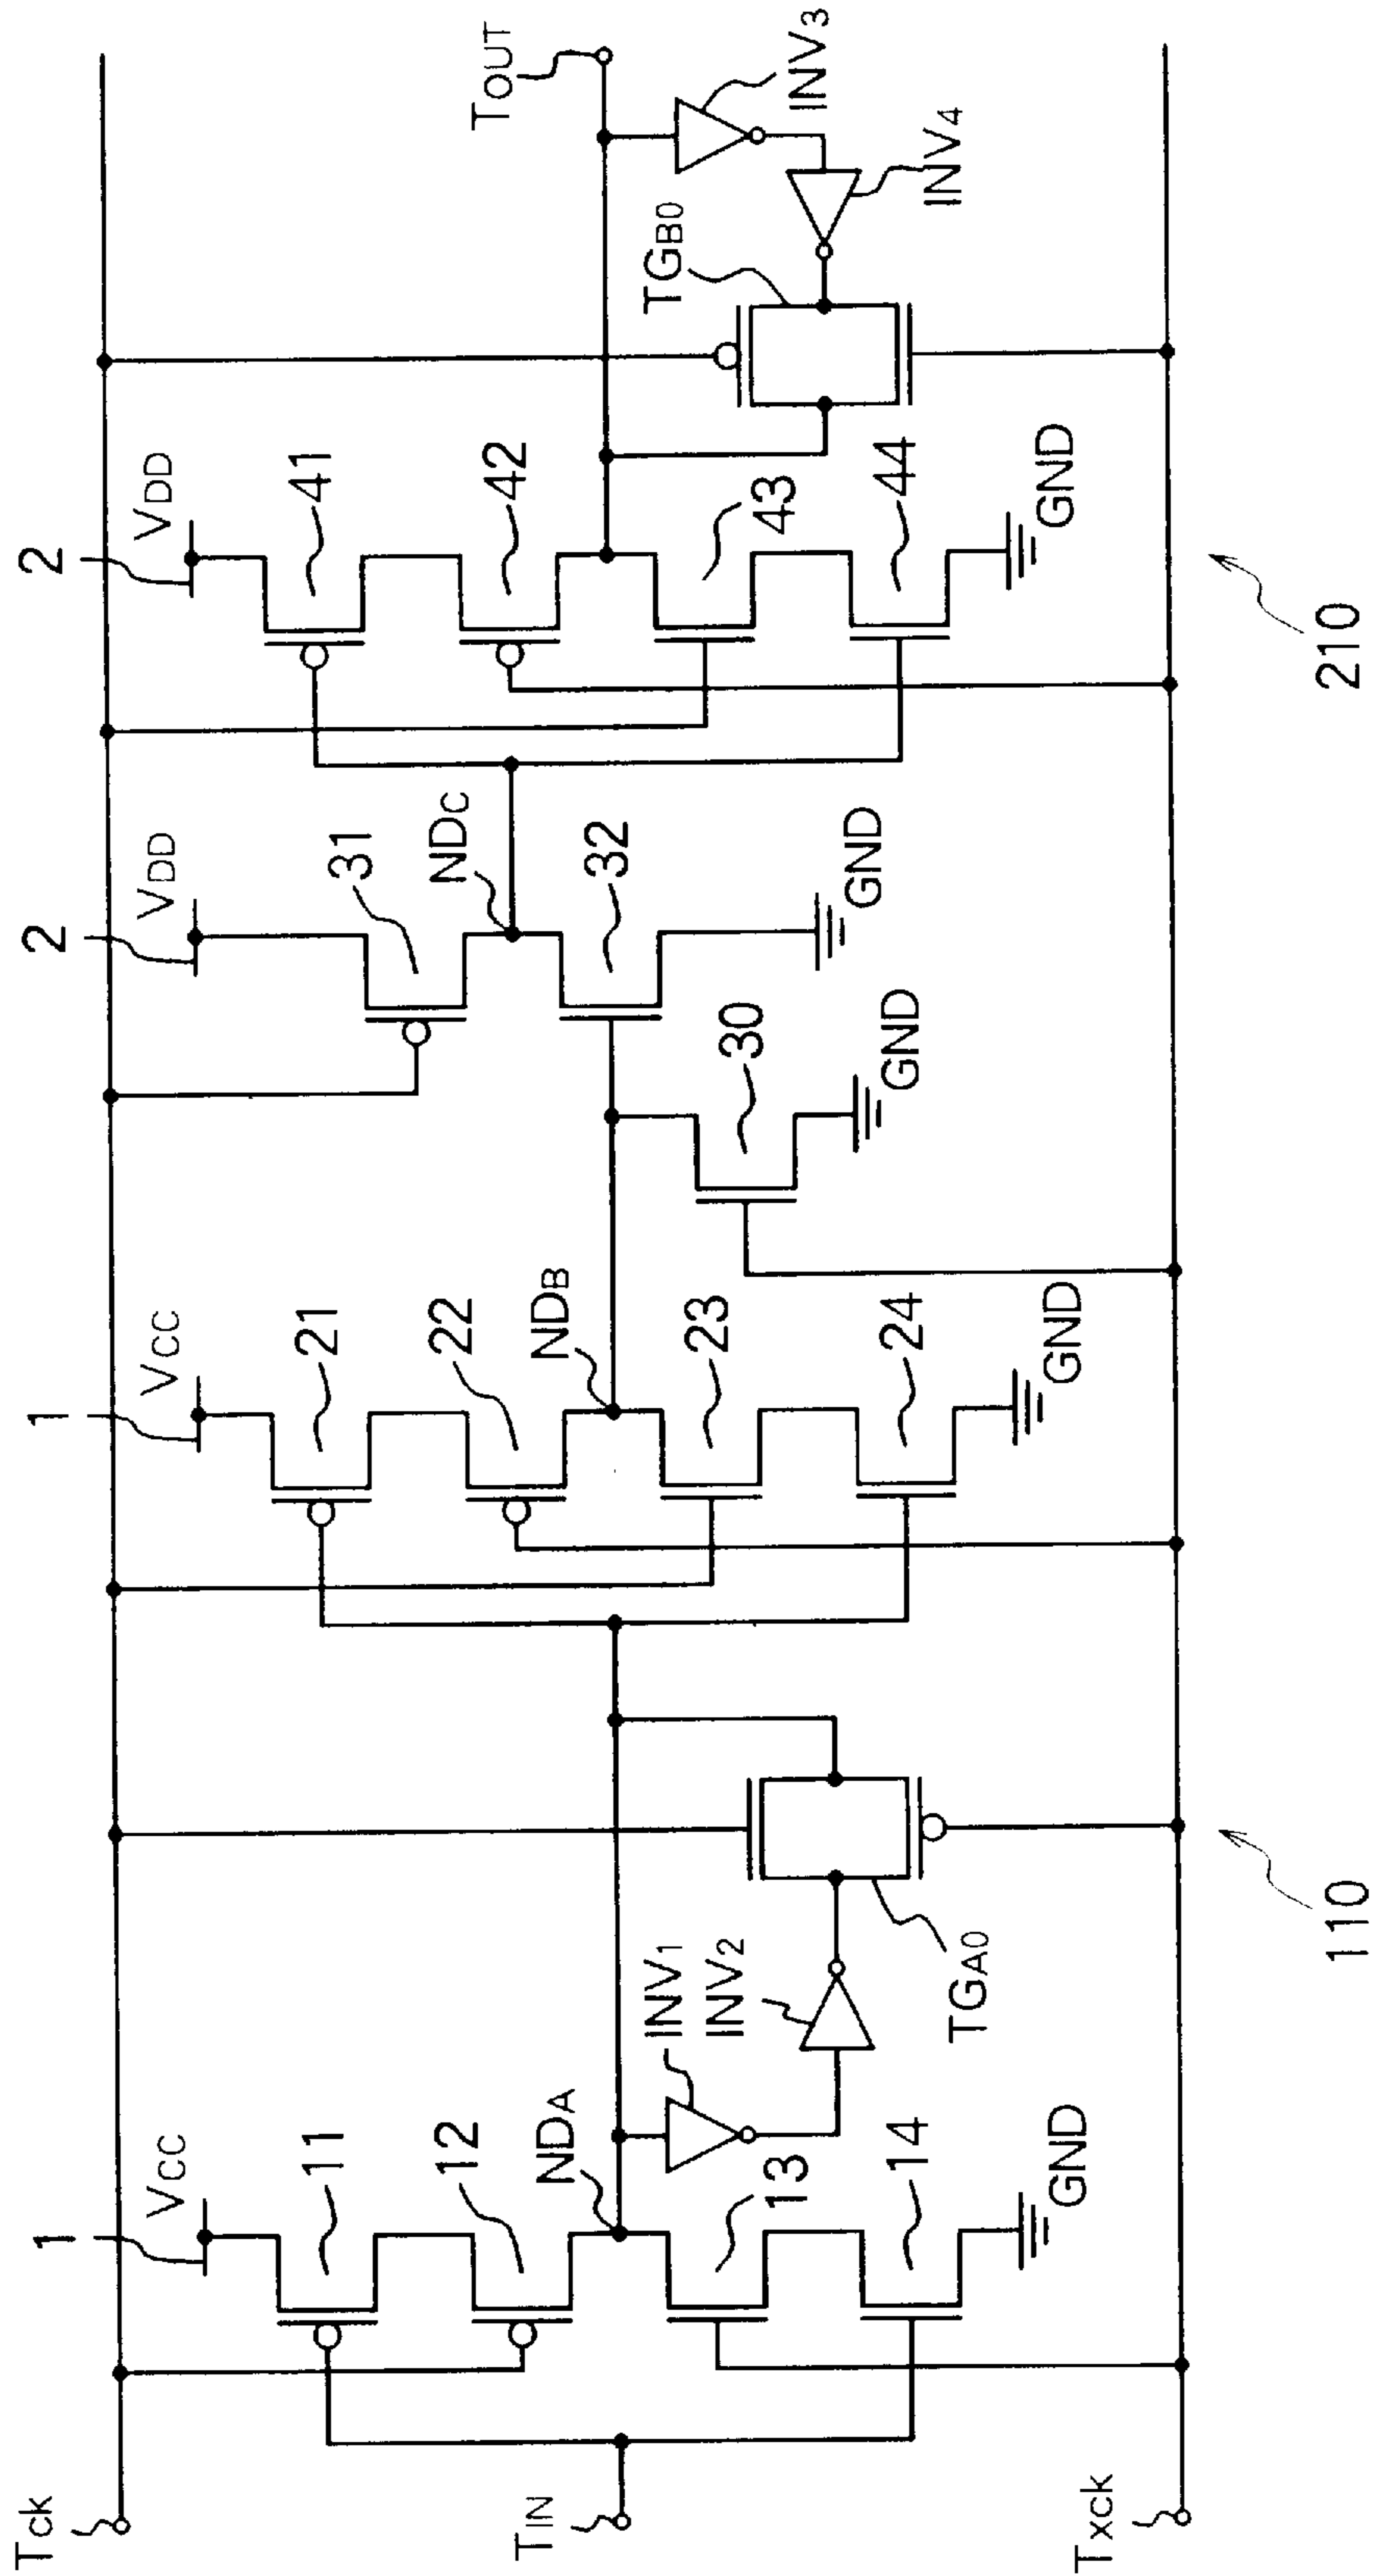 Tck
TIN
Txck
1
VCC
11
12
NDA
13
14
GND
INV1
INV2
TGA0
110
1
VCC
21
22
NDB
23
24
GND
30
GND
2
VDD
31
NDC
32
GND
2
VDD
41
42
43
44
GND
TGB0
TOUT
INV3
INV4
210